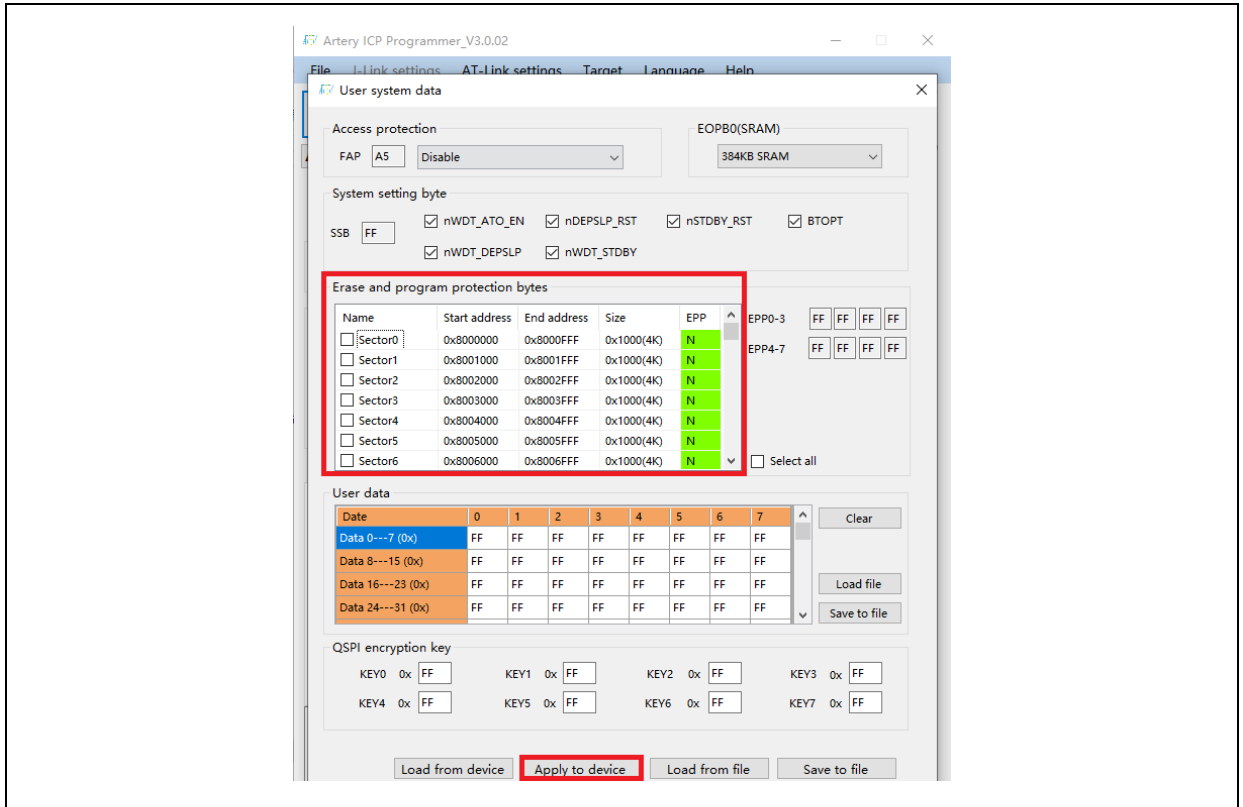 Artery ICP Programmer_V3.0.02
File J-Link settings AT-Link settings Target Language Help
User system data
Access protection
FAP A5 Disable
EOPB0(SRAM)
384KB SRAM
System setting byte
SSB FF
nWDT_ATO_EN nDEPSLP_RST nSTDBY_RST BTOPT
nWDT_DEPSLP nWDT_STDBY
Erase and program protection bytes
Name Start address End address Size EPP
Sector0 0x8000000 0x8000FFF 0x1000(4K) N
Sector1 0x8001000 0x8001FFF 0x1000(4K) N
Sector2 0x8002000 0x8002FFF 0x1000(4K) N
Sector3 0x8003000 0x8003FFF 0x1000(4K) N
Sector4 0x8004000 0x8004FFF 0x1000(4K) N
Sector5 0x8005000 0x8005FFF 0x1000(4K) N
Sector6 0x8006000 0x8006FFF 0x1000(4K) N
EPP0-3 FF FF FF FF
EPP4-7 FF FF FF FF
Select all
User data
Date 0 1 2 3 4 5 6 7
Data 0---7 (0x) FF FF FF FF FF FF FF FF
Data 8---15 (0x) FF FF FF FF FF FF FF FF
Data 16---23 (0x) FF FF FF FF FF FF FF FF
Data 24---31 (0x) FF FF FF FF FF FF FF FF
Clear
Load file
Save to file
QSPI encryption key
KEY0 0x FF KEY1 0x FF KEY2 0x FF KEY3 0x FF
KEY4 0x FF KEY5 0x FF KEY6 0x FF KEY7 0x FF
Load from device Apply to device Load from file Save to file